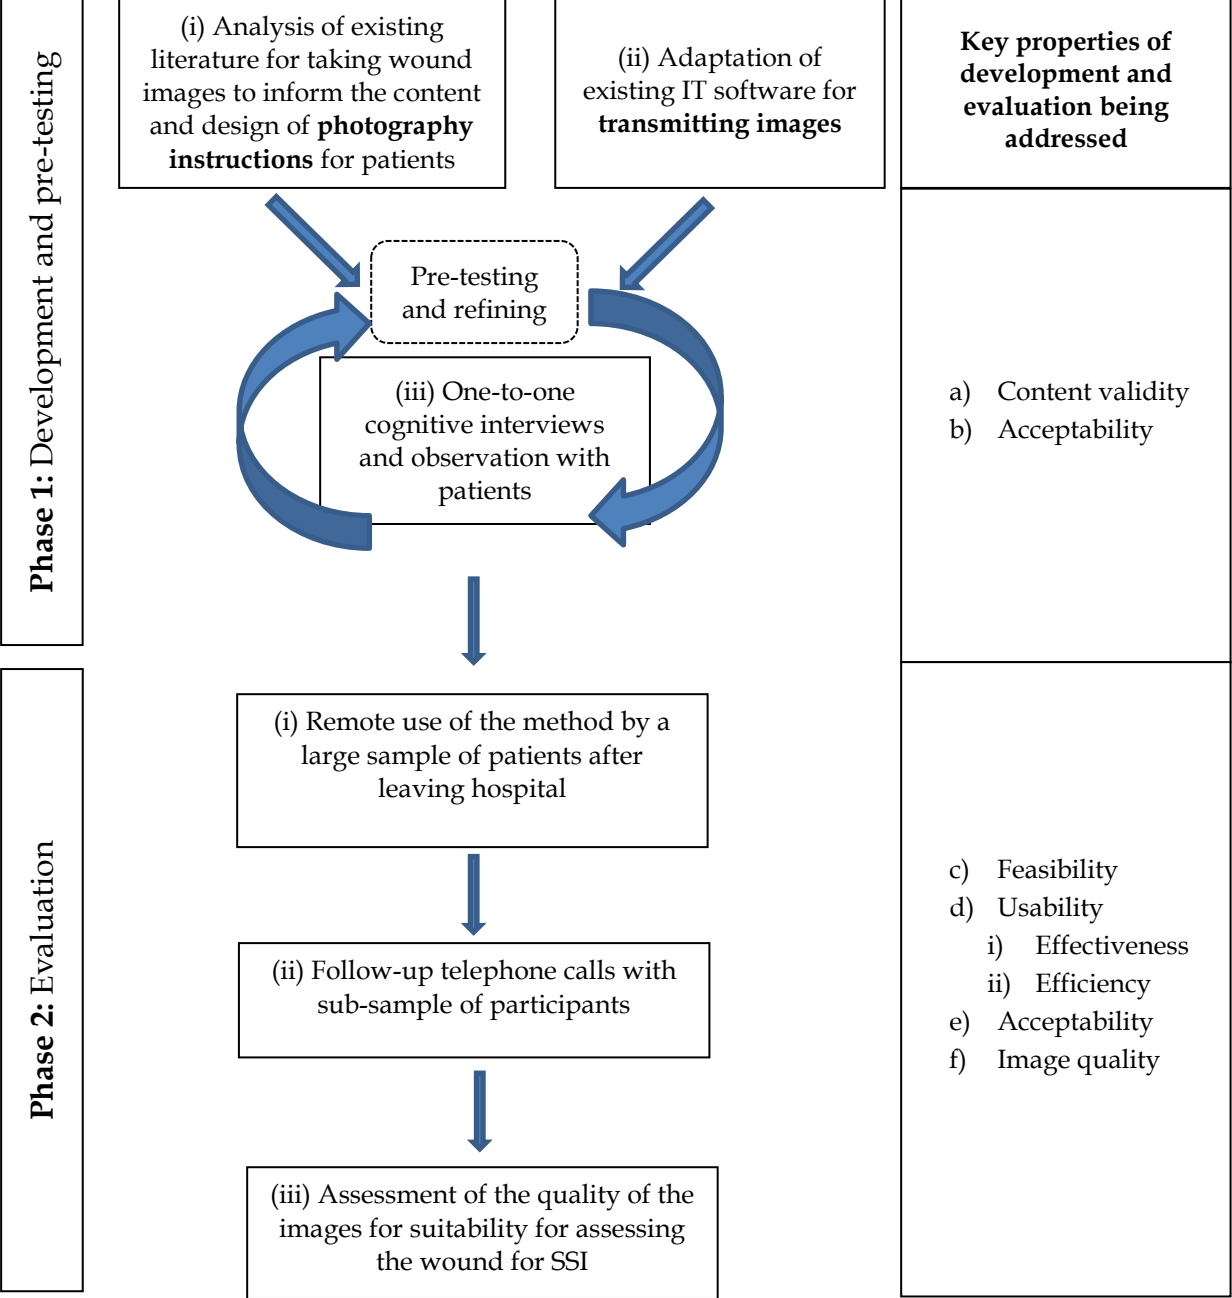 Phase 1: Development and pre-testing
(i) Analysis of existing
literature for taking wound
images to inform the content
and design of photography
instructions for patients
(ii) Adaptation of
existing IT software for
transmitting images
Key properties of
development and
evaluation being
addressed
Pre-testing
and refining
(iii) One-to-one
cognitive interviews
and observation with
patients
a) Content validity
b) Acceptability
Phase 2: Evaluation
(i) Remote use of the method by a
large sample of patients after
leaving hospital
(ii) Follow-up telephone calls with
sub-sample of participants
(iii) Assessment of the quality of the
images for suitability for assessing
the wound for SSI
c) Feasibility
d) Usability
i) Effectiveness
ii) Efficiency
e) Acceptability
f) Image quality